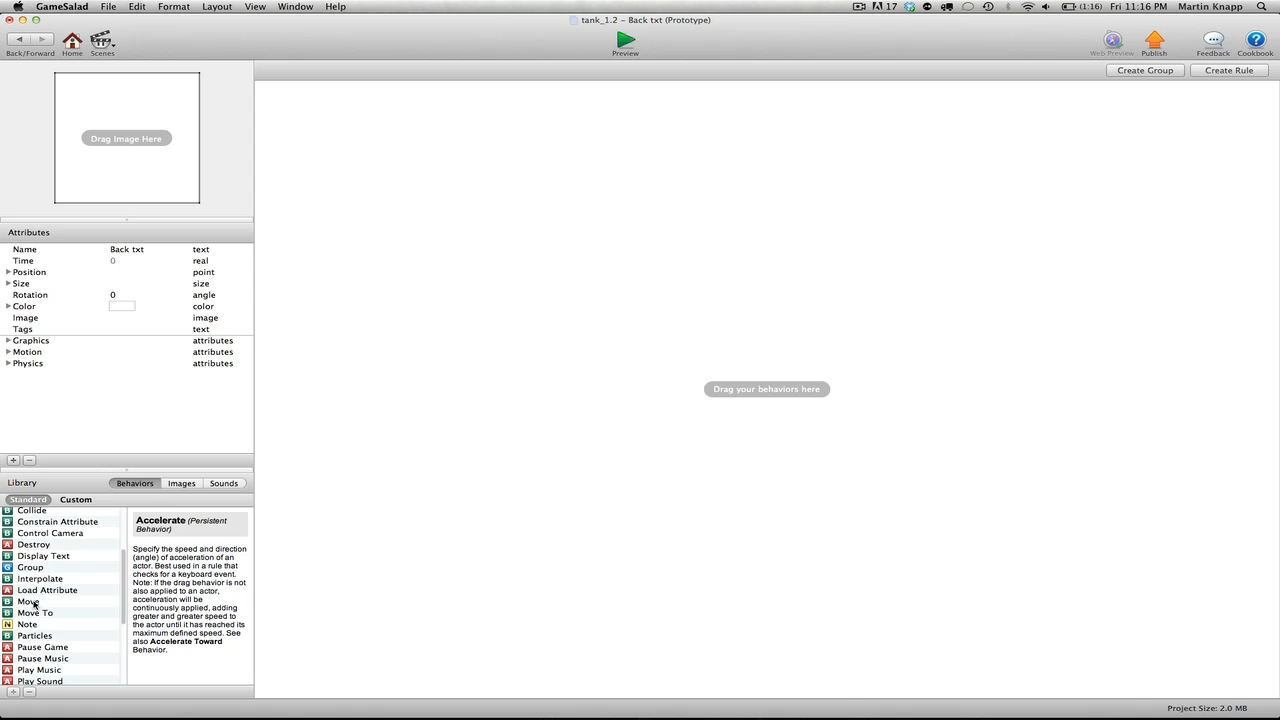 GameSalad File Edit Format Layout View Window Help 17 (1:16) Fri 11:16 PM Martin Knapp
tank_1.2 – Back txt (Prototype)
Back/Forward Home Scenes Preview Web Preview Publish Feedback Cookbook
Create Group Create Rule
Drag Image Here
Attributes
Name Back txt text
Time 0 real
Position point
Size size
Rotation 0 angle
Color color
Image image
Tags text
Graphics attributes
Motion attributes
Physics attributes
Drag your behaviors here
Library Behaviors Images Sounds
Standard Custom
B Collide
B Constrain Attribute
B Control Camera
A Destroy
B Display Text
G Group
B Interpolate
A Load Attribute
B Move
B Move To
N Note
B Particles
A Pause Game
A Pause Music
A Play Music
A Play Sound
Accelerate (Persistent
Behavior)
Specify the speed and direction
(angle) of acceleration of an
actor. Best used in a rule that
checks for a keyboard event.
Note: If the drag behavior is not
also applied to an actor,
acceleration will be
continuously applied, adding
greater and greater speed to
the actor until it has reached its
maximum defined speed. See
also Accelerate Toward
Behavior.
Project Size: 2.0 MB